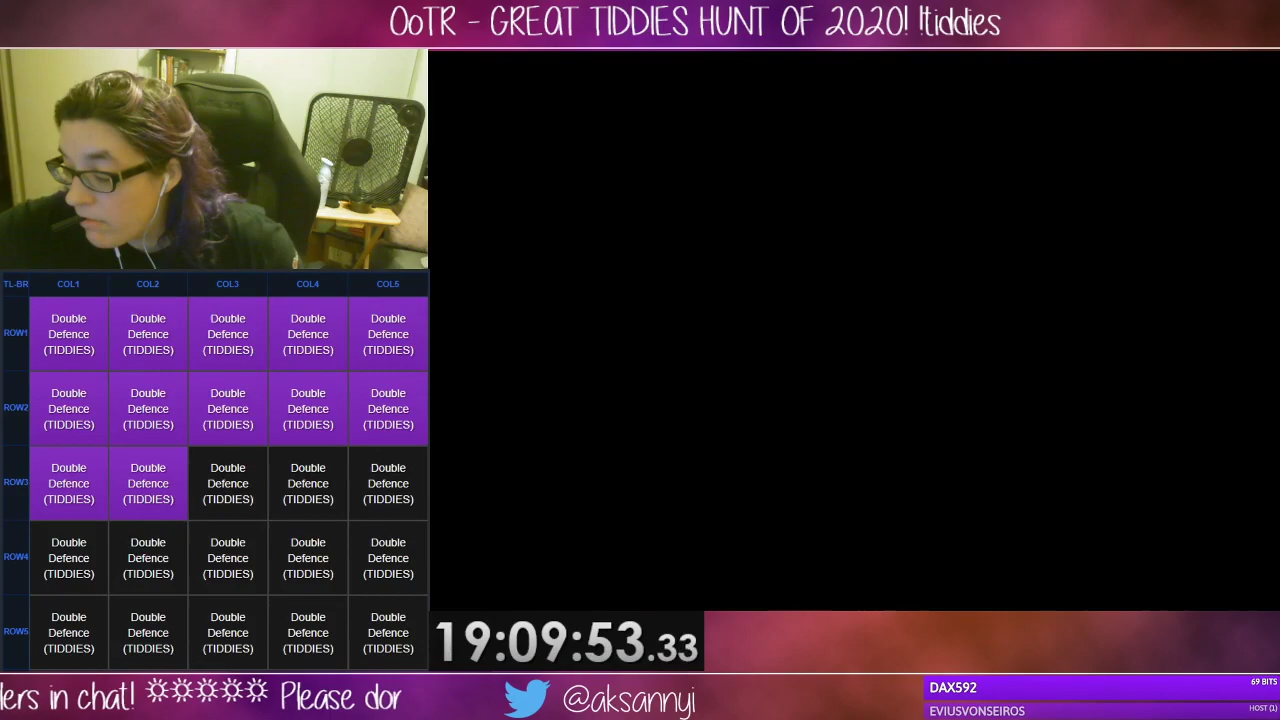 OoTR - GREAT TIDDIES HUNT OF 2020! !tiddies
TL-BR COL1 COL2 COL3 COL4 COL5
ROW1
Double Defence (TIDDIES)
Double Defence (TIDDIES)
Double Defence (TIDDIES)
Double Defence (TIDDIES)
Double Defence (TIDDIES)
ROW2
Double Defence (TIDDIES)
Double Defence (TIDDIES)
Double Defence (TIDDIES)
Double Defence (TIDDIES)
Double Defence (TIDDIES)
ROW3
Double Defence (TIDDIES)
Double Defence (TIDDIES)
Double Defence (TIDDIES)
Double Defence (TIDDIES)
Double Defence (TIDDIES)
ROW4
Double Defence (TIDDIES)
Double Defence (TIDDIES)
Double Defence (TIDDIES)
Double Defence (TIDDIES)
Double Defence (TIDDIES)
ROW5
Double Defence (TIDDIES)
Double Defence (TIDDIES)
Double Defence (TIDDIES)
Double Defence (TIDDIES)
Double Defence (TIDDIES)
19:09:53.33
lers in chat! ☼☼☼☼☼ Please dor
@aksannyi
DAX592 69 BITS
EVIUSVONSEIROS HOST (1)